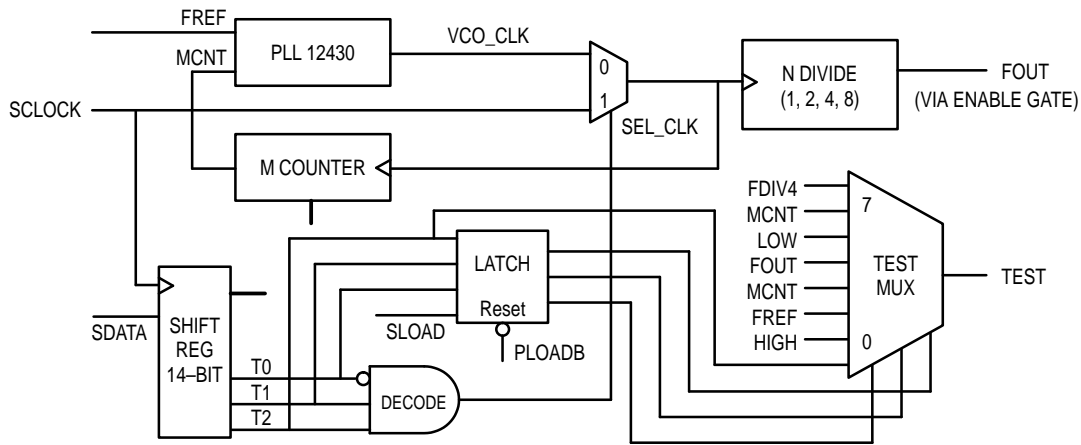 FREF
MCNT
PLL 12430
VCO_CLK
0
1
SCLOCK
SEL_CLK
N DIVIDE
(1, 2, 4, 8)
FOUT
(VIA ENABLE GATE)
M COUNTER
FDIV4
MCNT
LOW
FOUT
MCNT
FREF
HIGH
7
0
TEST
MUX
TEST
LATCH
Reset
SLOAD
PLOADB
SDATA
SHIFT
REG
14–BIT
T0
T1
T2
DECODE